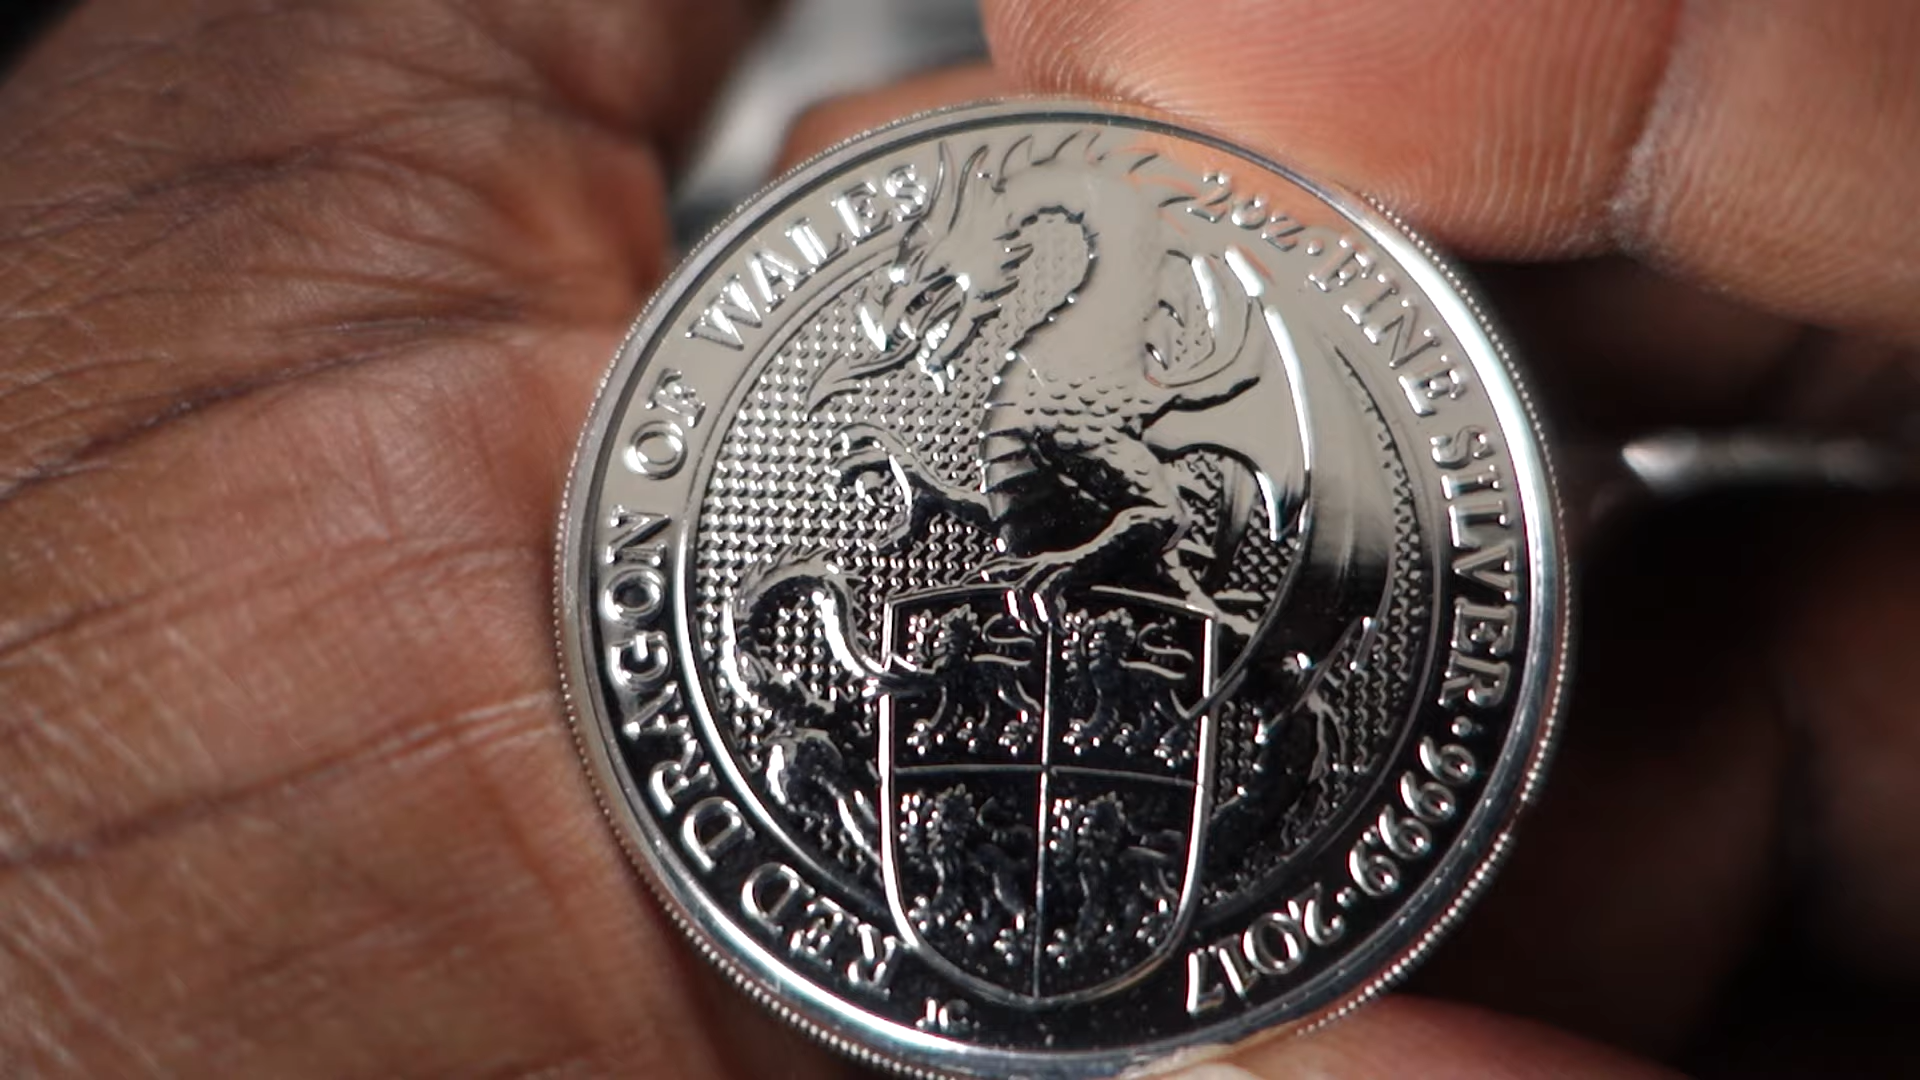 RED DRAGON OF WALES
2oz · FINE SILVER · 9999 · 2017
JC